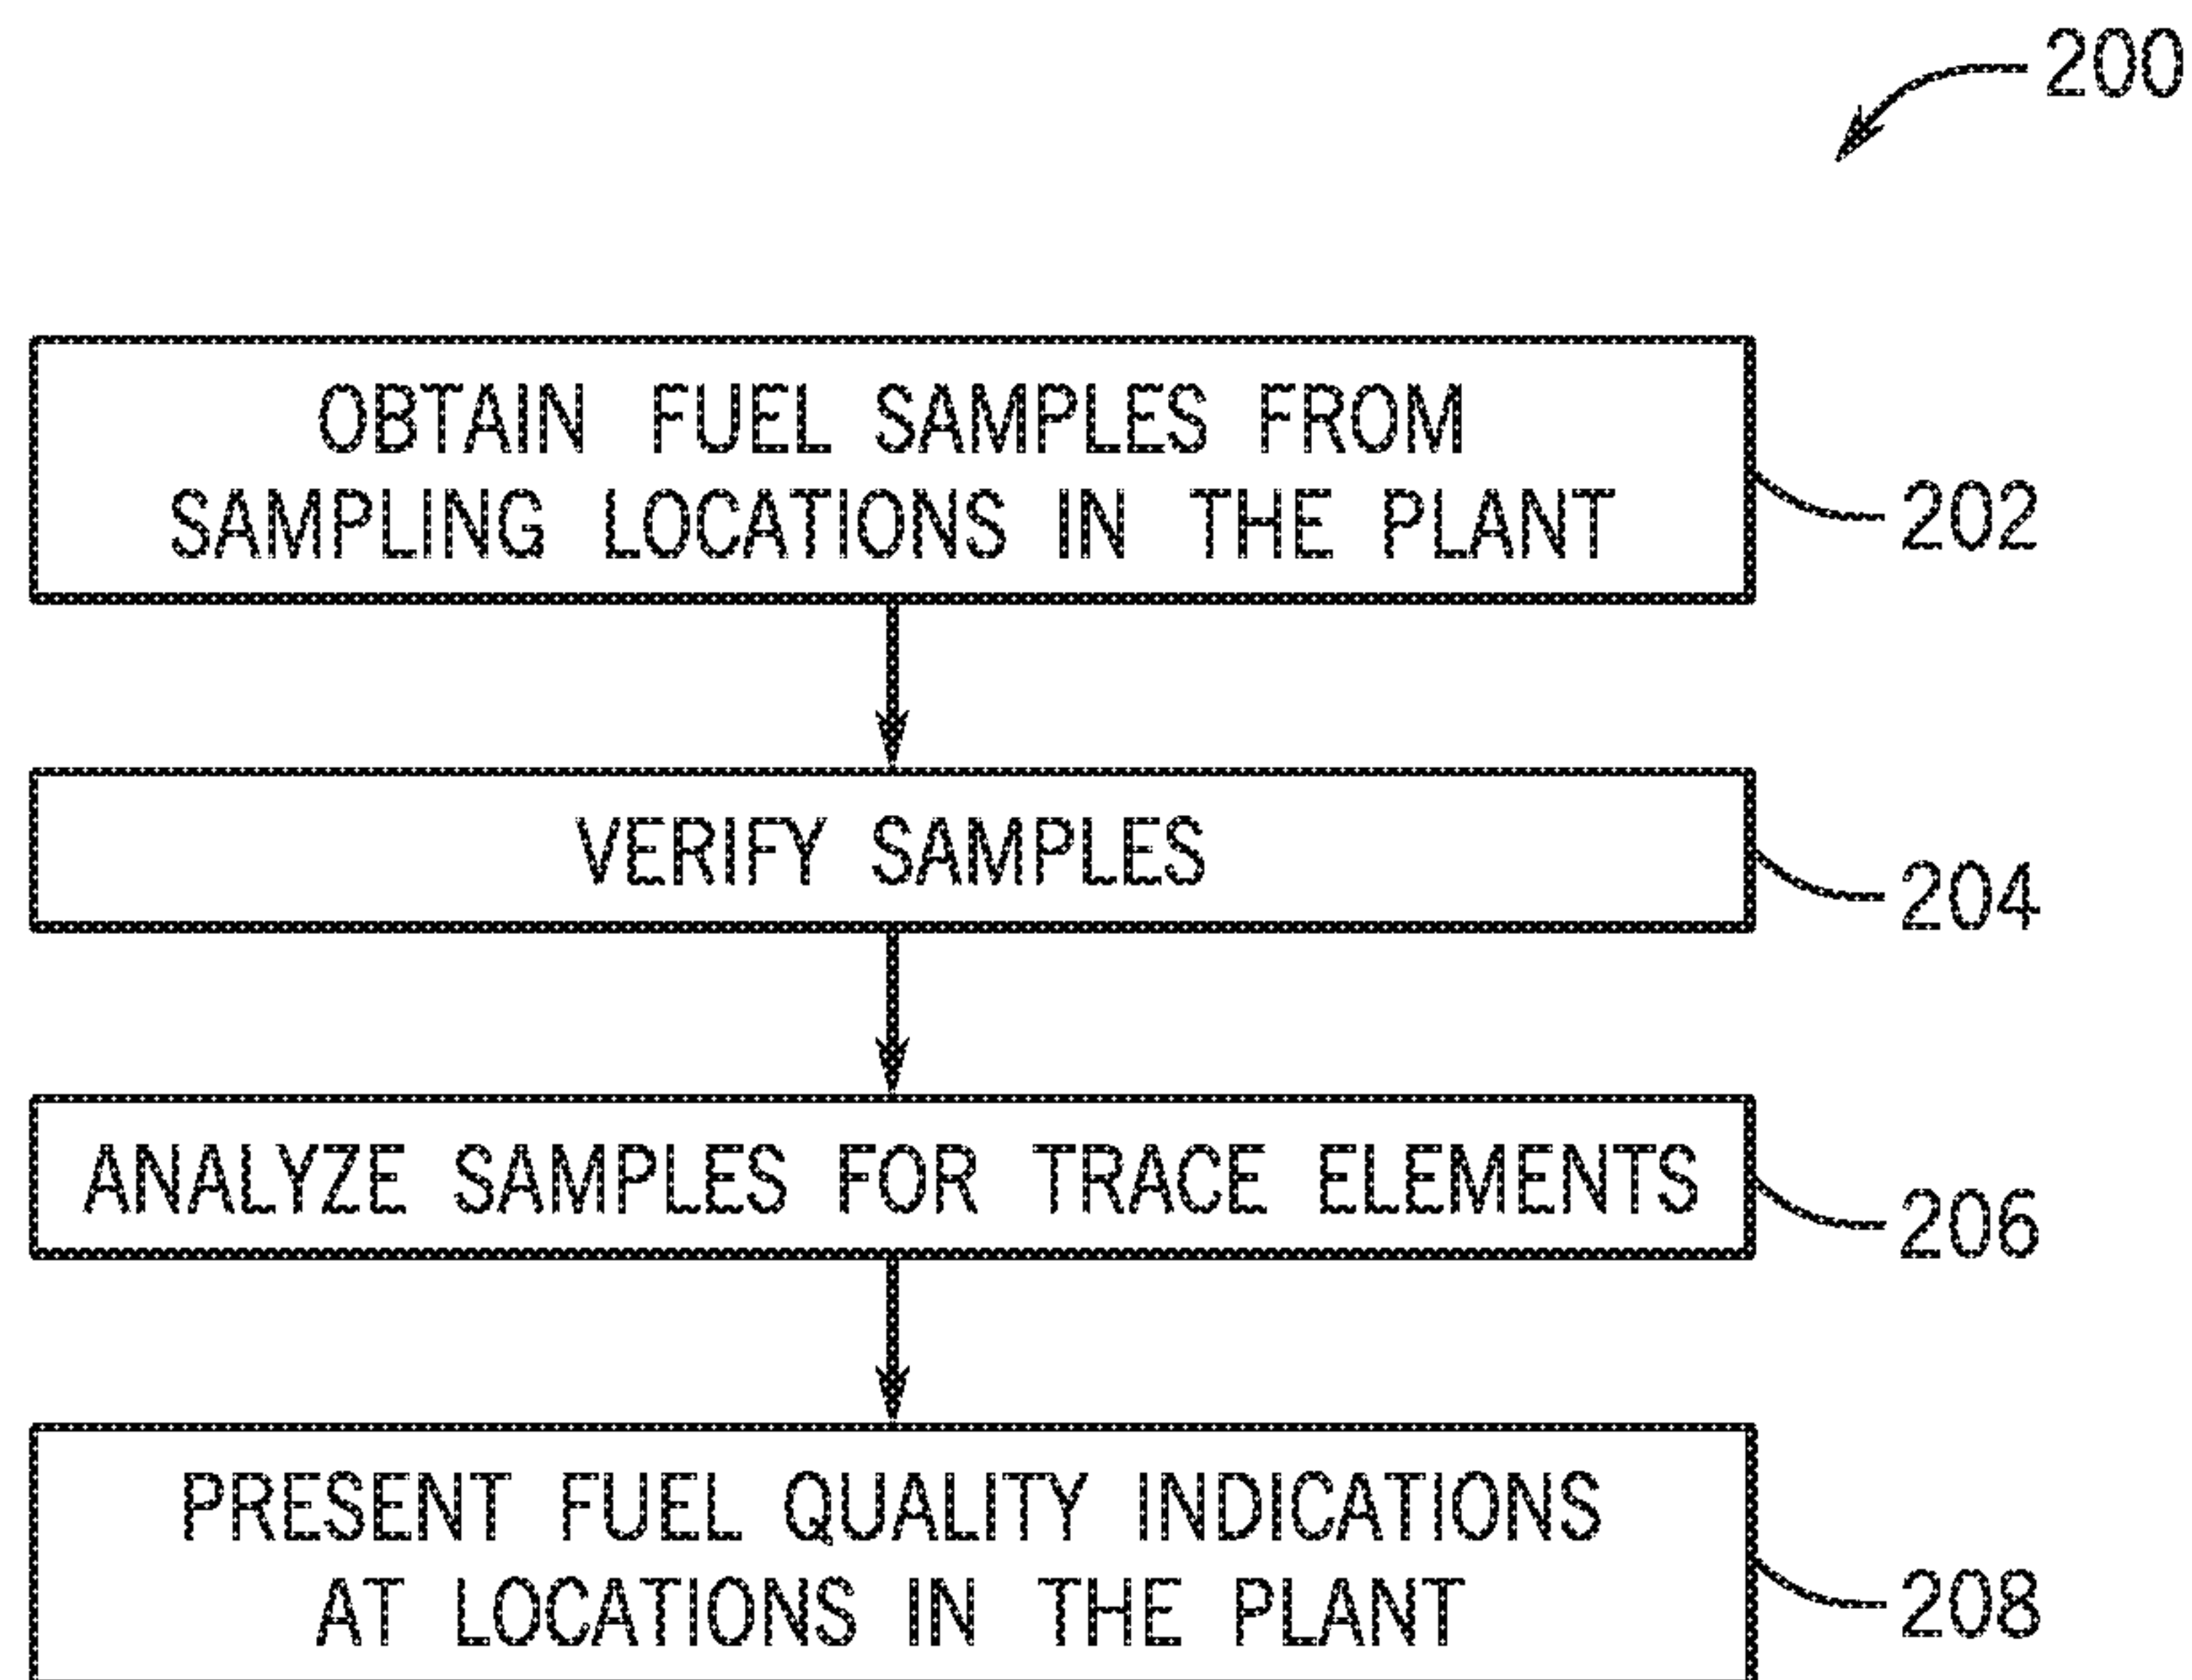 200
OBTAIN FUEL SAMPLES FROM
SAMPLING LOCATIONS IN THE PLANT
202
VERIFY SAMPLES
204
ANALYZE SAMPLES FOR TRACE ELEMENTS
206
PRESENT FUEL QUALITY INDICATIONS
AT LOCATIONS IN THE PLANT
208